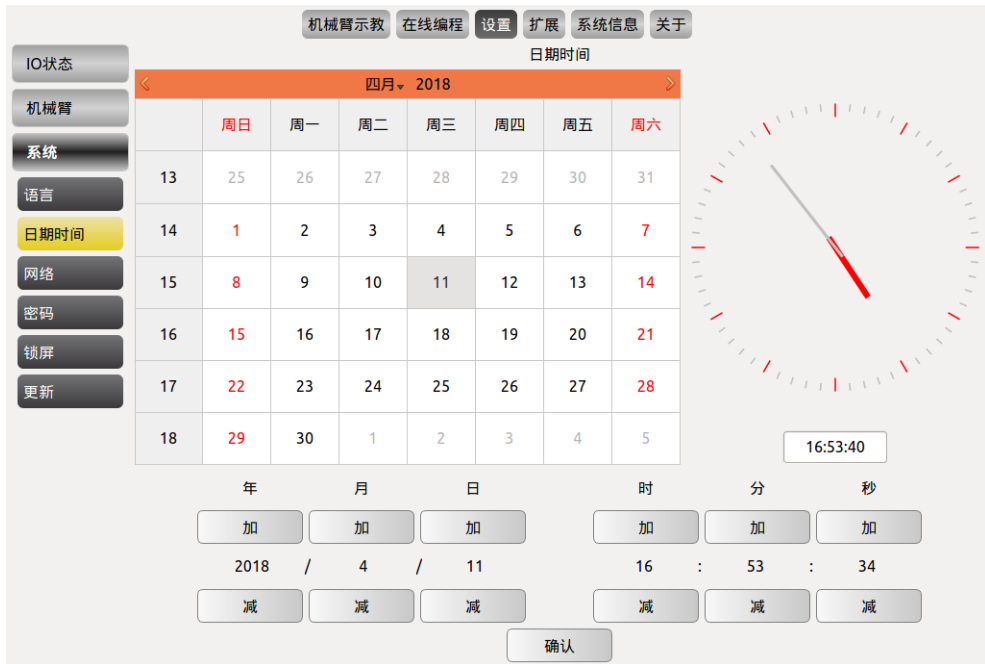 机械臂示教 在线编程 设置 扩展 系统信息 关于
日期时间
IO状态
机械臂
系统
语言
日期时间
网络
密码
锁屏
更新
四月 2018
周日 周一 周二 周三 周四 周五 周六
13 25 26 27 28 29 30 31
14 1 2 3 4 5 6 7
15 8 9 10 11 12 13 14
16 15 16 17 18 19 20 21
17 22 23 24 25 26 27 28
18 29 30 1 2 3 4 5
16:53:40
年 月 日 时 分 秒
加 加 加 加 加 加
2018 / 4 / 11 16 : 53 : 34
减 减 减 减 减 减
确认